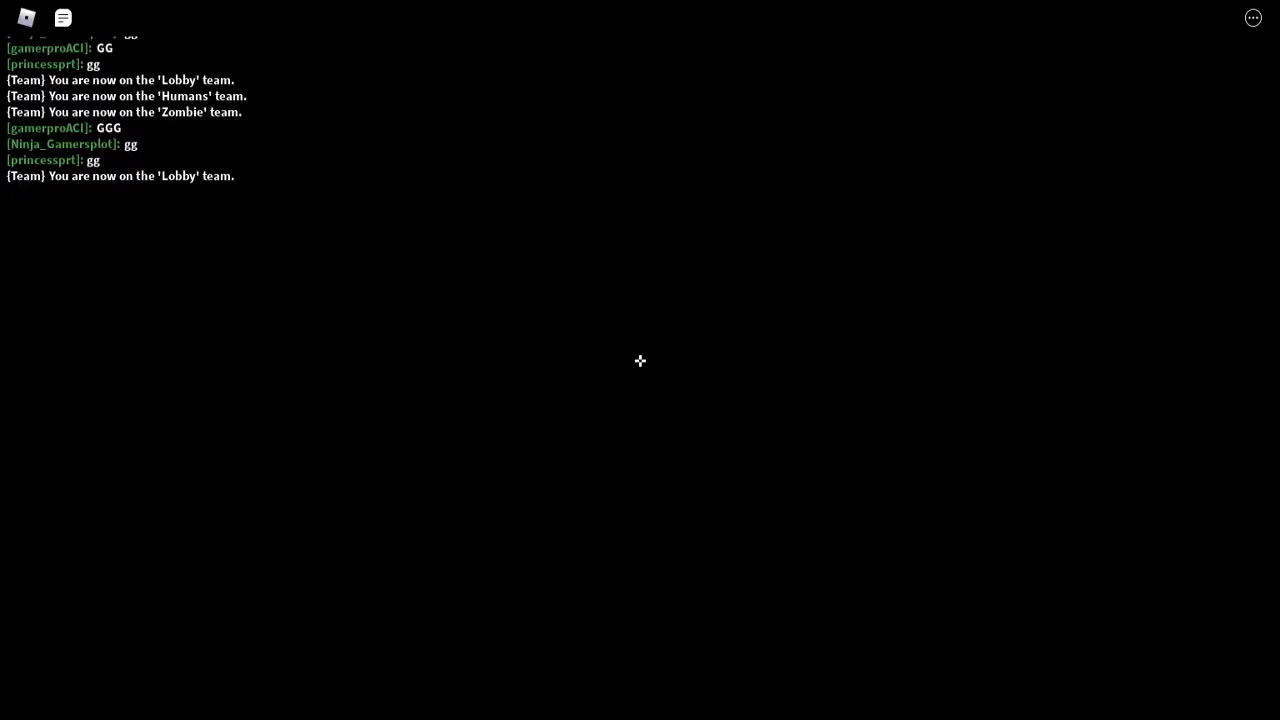 [gamerproACI]: GG
[princessprt]: gg
{Team} You are now on the 'Lobby' team.
{Team} You are now on the 'Humans' team.
{Team} You are now on the 'Zombie' team.
[gamerproACI]: GGG
[Ninja_Gamersplot]: gg
[princessprt]: gg
{Team} You are now on the 'Lobby' team.